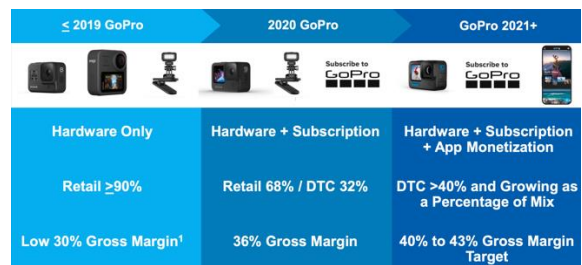 ≤ 2019 GoPro
2020 GoPro
GoPro 2021+
Subscribe to
GoPro
Subscribe to
GoPro
Hardware Only
Hardware + Subscription
Hardware + Subscription
+ App Monetization
Retail ≥90%
Retail 68% / DTC 32%
DTC >40% and Growing as
a Percentage of Mix
Low 30% Gross Margin¹
36% Gross Margin
40% to 43% Gross Margin
Target